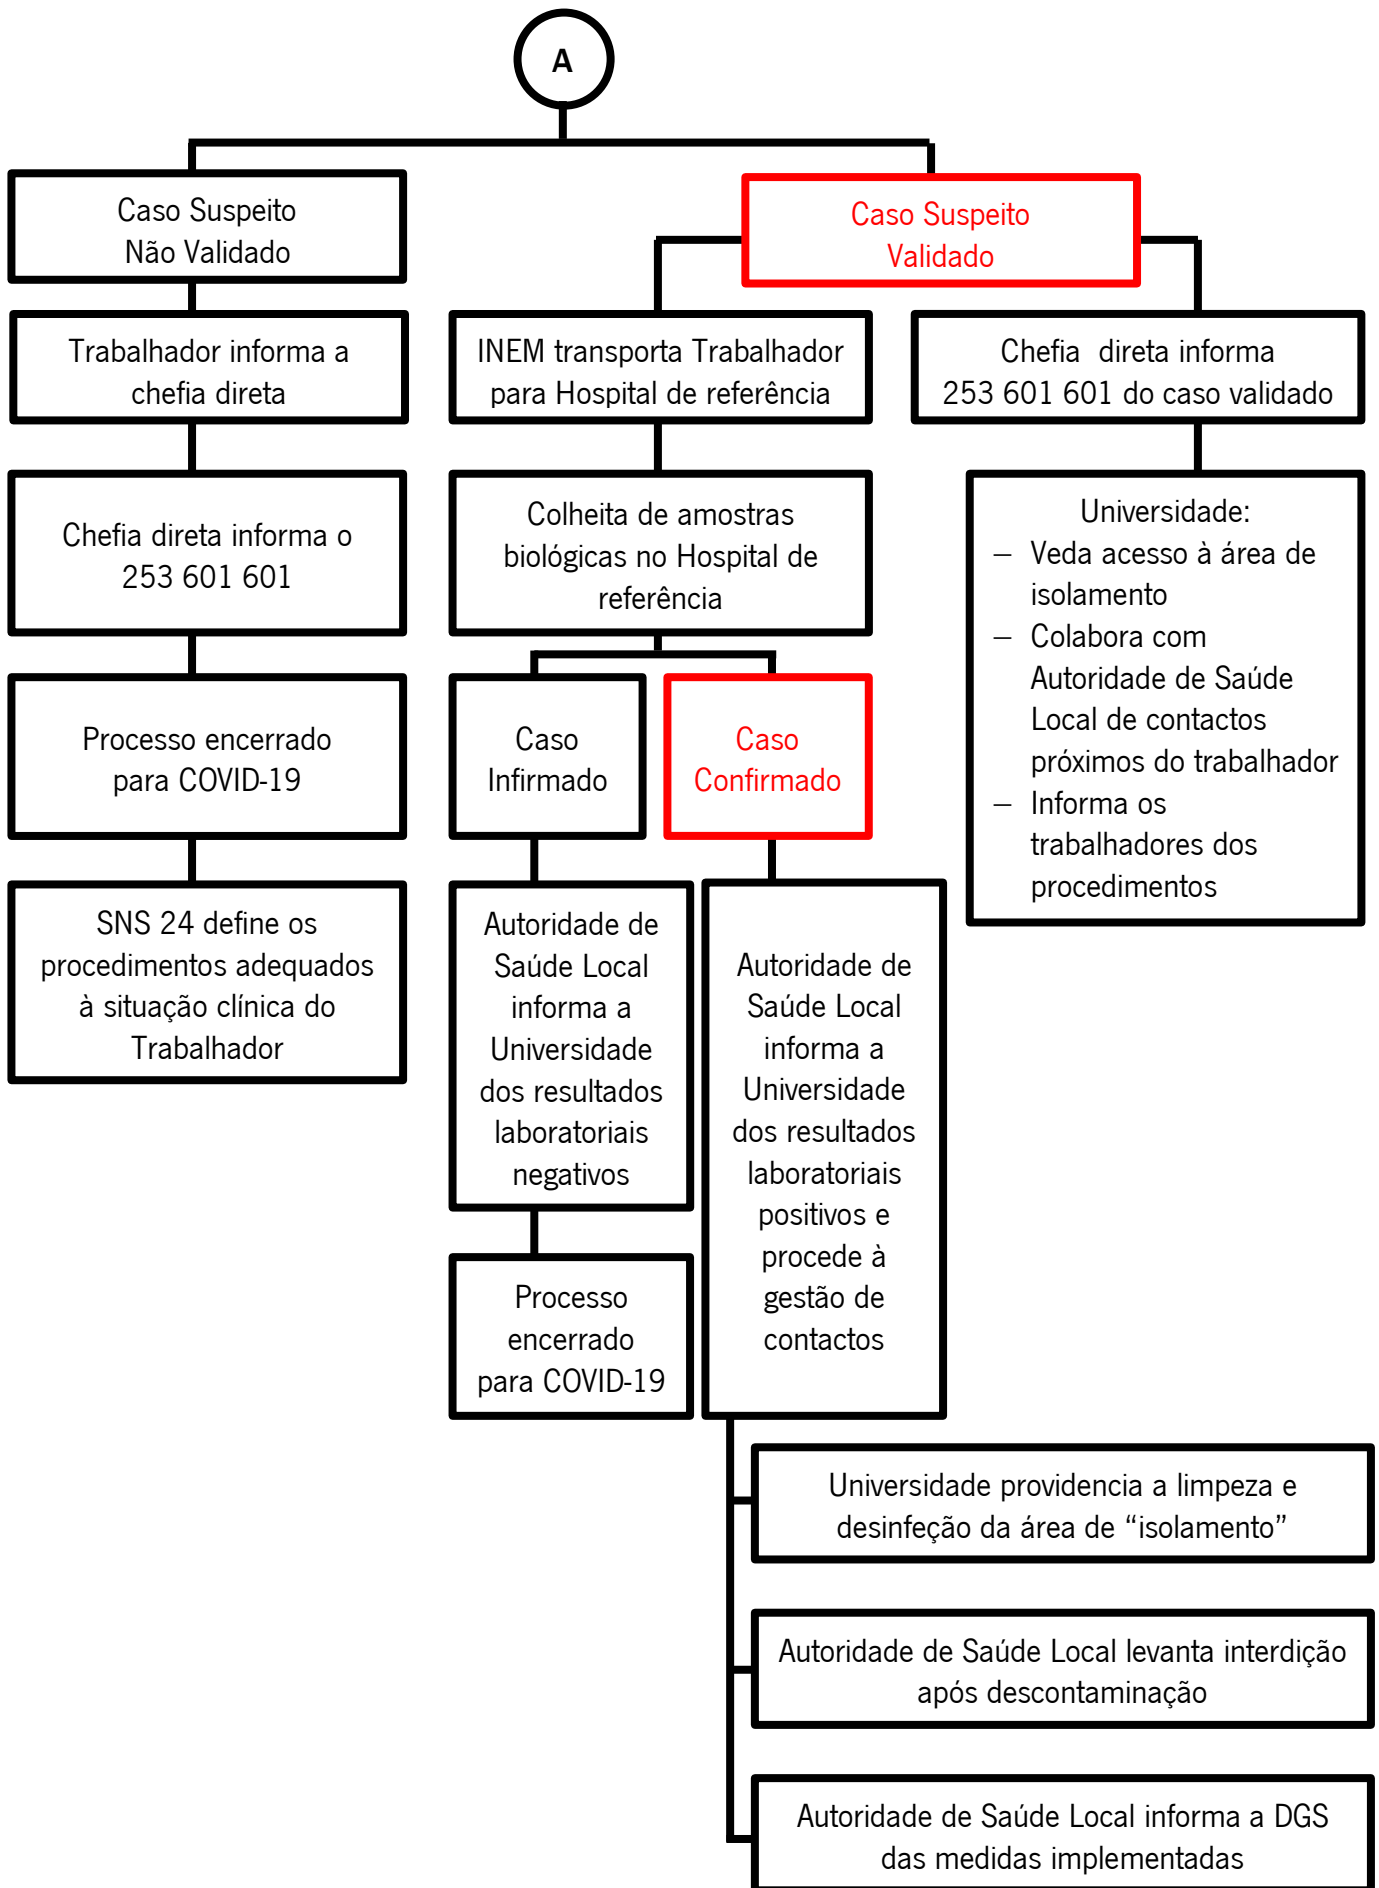 A
Caso Suspeito
Não Validado
Caso Suspeito
Validado
Trabalhador informa a
chefia direta
INEM transporta Trabalhador
para Hospital de referência
Chefia direta informa
253 601 601 do caso validado
Chefia direta informa o
253 601 601
Colheita de amostras
biológicas no Hospital de
referência
Universidade:
– Veda acesso à área de
isolamento
– Colabora com
Autoridade de Saúde
Local de contactos
próximos do trabalhador
– Informa os
trabalhadores dos
procedimentos
Processo encerrado
para COVID-19
Caso
Infirmado
Caso
Confirmado
SNS 24 define os
procedimentos adequados
à situação clínica do
Trabalhador
Autoridade de
Saúde Local
informa a
Universidade
dos resultados
laboratoriais
negativos
Autoridade de
Saúde Local
informa a
Universidade
dos resultados
laboratoriais
positivos e
procede à
gestão de
contactos
Processo
encerrado
para COVID-19
Universidade providencia a limpeza e
desinfeção da área de “isolamento”
Autoridade de Saúde Local levanta interdição
após descontaminação
Autoridade de Saúde Local informa a DGS
das medidas implementadas